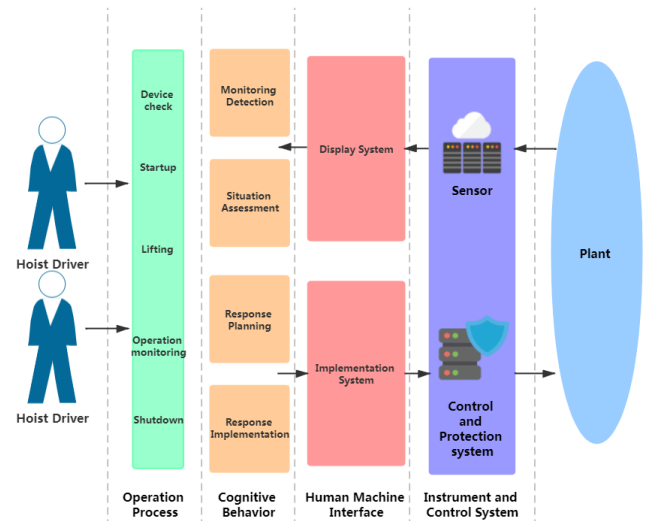 Hoist Driver
Hoist Driver
Device
check
Startup
Lifting
Operation
monitoring
Shutdown
Operation
Process
Monitoring
Detection
Situation
Assessment
Response
Planning
Response
Implementation
Cognitive
Behavior
Display System
Implementation
System
Human Machine
Interface
Sensor
Control
and
Protection
system
Instrument and
Control System
Plant